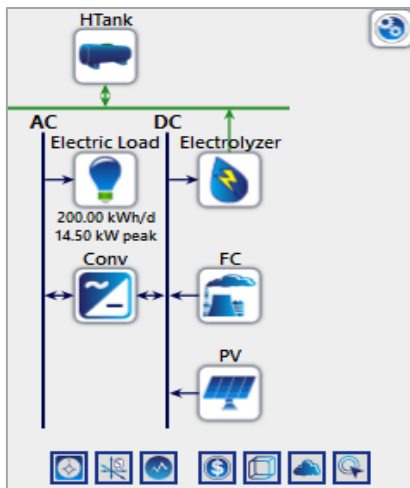 HTank
AC
DC
Electric Load
Electrolyzer
200.00 kWh/d
14.50 kW peak
Conv
FC
PV